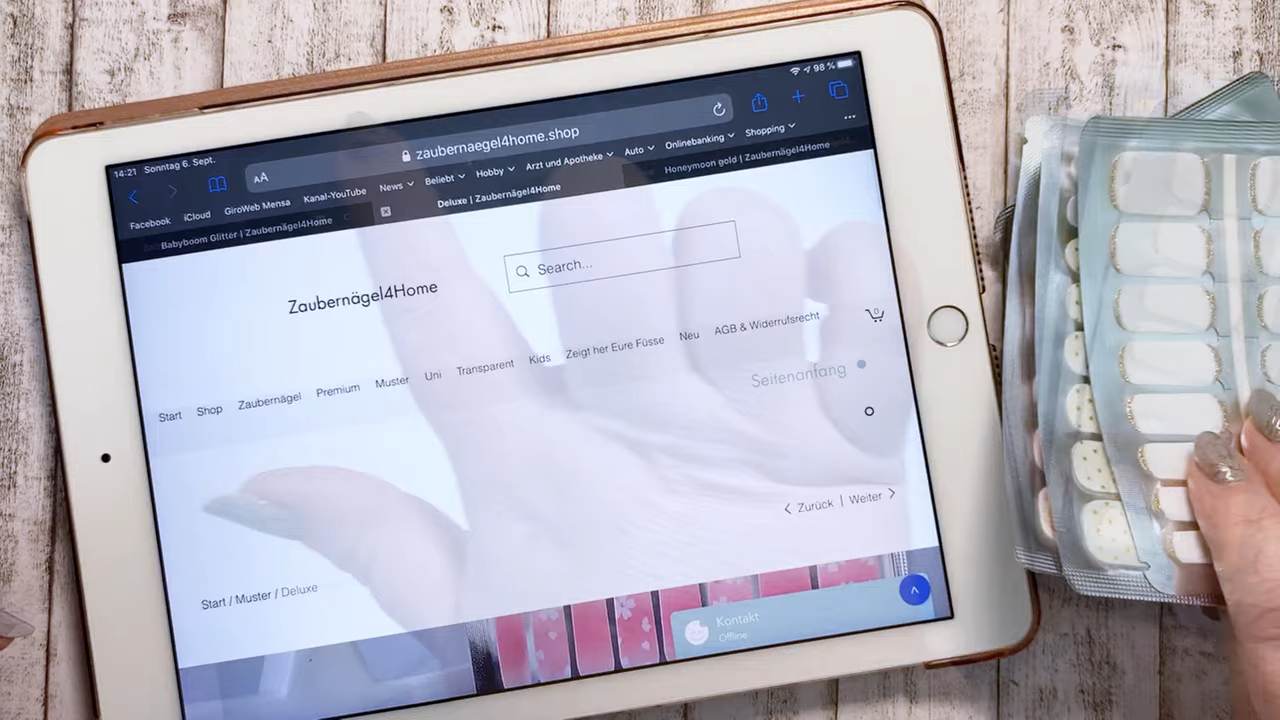 14:21 Sonntag 6. Sept.
98 %
AA
zaubernaegel4home.shop
Facebook
iCloud
GiroWeb Mensa
Kanal-YouTube
News
Beliebt
Hobby
Arzt und Apotheke
Auto
Onlinebanking
Shopping
Babyboom Glitter | Zaubernägel4Home
Deluxe | Zaubernägel4Home
Honeymoon gold | Zaubernägel4Home
Zaubernägel4Home
Search...
0
Start
Shop
Zaubernägel
Premium
Muster
Uni
Transparent
Kids
Zeigt her Eure Füsse
Neu
AGB & Widerrufsrecht
Seitenanfang
Zurück | Weiter
Start / Muster / Deluxe
Kontakt
Offline